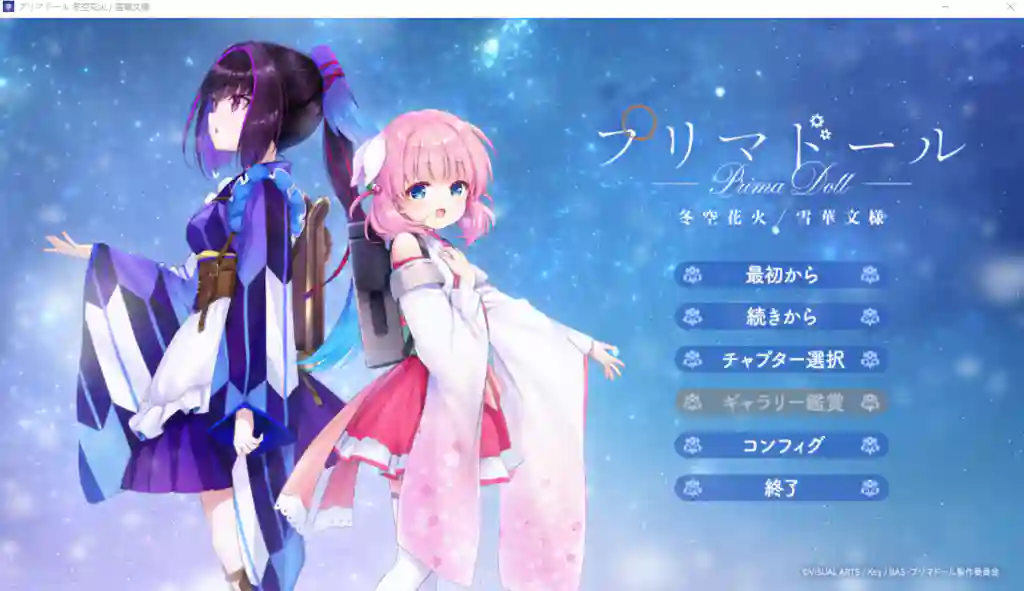 プリマドール 冬空花火 / 雪華文様
プリマドール
Prima Doll
冬空花火 / 雪華文様
最初から
続きから
チャプター選択
ギャラリー鑑賞
コンフィグ
終了
©VISUAL ARTS / Key / BAS・プリマドール製作委員会